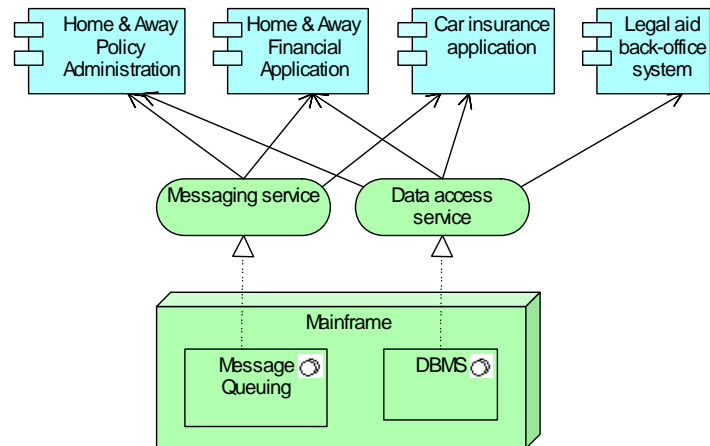 Home & Away
Policy
Administration
Home & Away
Financial
Application
Car insurance
application
Legal aid
back-office
system
Messaging service
Data access
service
Mainframe
Message
Queuing
DBMS